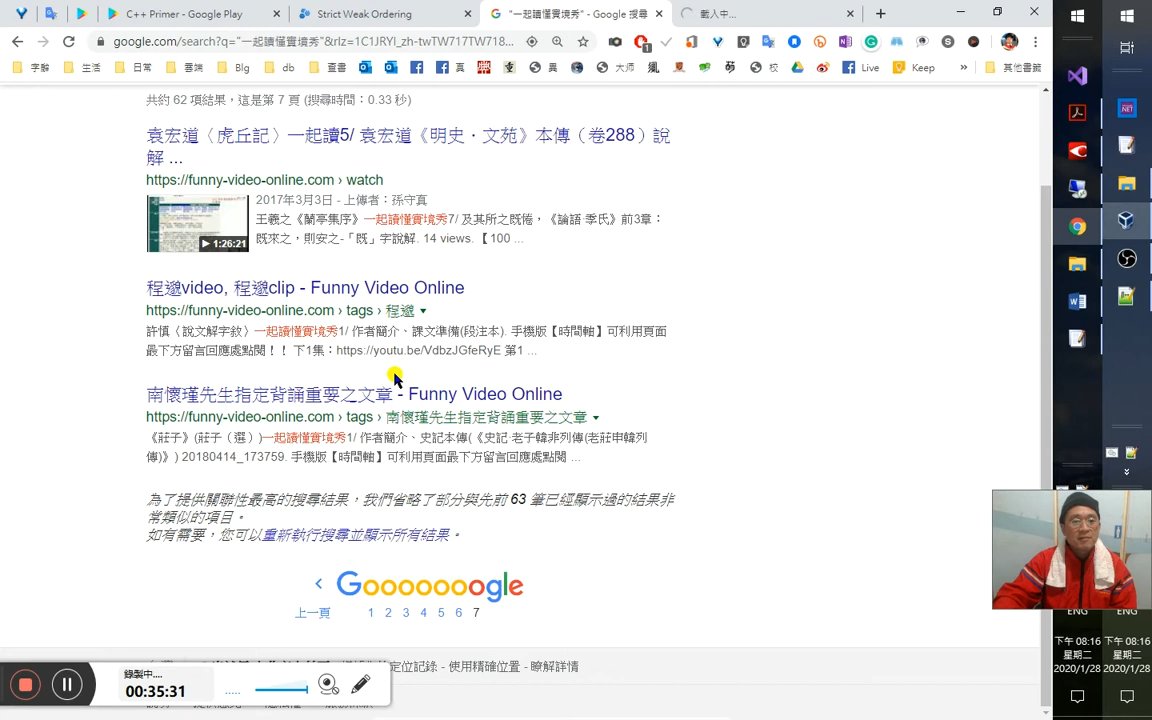 C++ Primer - Google Play
Strict Weak Ordering
"一起讀懂實境秀" - Google 搜尋
載入中...
google.com/search?q="一起讀懂實境秀"&rlz=1C1JRYI_zh-twTW717TW718...
字辭
生活
日常
雲端
Blg
db
查書
真
異
大师
校
Live
Keep
»
其他書籤
共約 62 項結果，這是第 7 頁 (搜尋時間：0.33 秒)
袁宏道〈虎丘記〉一起讀5/ 袁宏道《明史．文苑》本傳（卷288）說
解 ...
https://funny-video-online.com › watch
2017年3月3日 - 上傳者：孫守真
王羲之《蘭亭集序》一起讀懂實境秀7/ 及其所之既倦，《論語·季氏》前3章：
既來之，則安之-「既」字說解. 14 views. 【100 ...
1:26:21
程邈video, 程邈clip - Funny Video Online
https://funny-video-online.com › tags › 程邈
許慎〈說文解字敘〉一起讀懂實境秀1/ 作者簡介、課文準備(段注本). 手機版【時間軸】可利用頁面
最下方留言回應處點閱！！ 下1集：https://youtu.be/VdbzJGfeRyE 第1 ...
南懷瑾先生指定背誦重要之文章 - Funny Video Online
https://funny-video-online.com › tags › 南懷瑾先生指定背誦重要之文章
《莊子》(莊子（選）)一起讀懂實境秀1/ 作者簡介、史記本傳(《史記 老子韓非列傳(老莊申韓列
傳)》) 20180414_173759. 手機版【時間軸】可利用頁面最下方留言回應處點閱 ...
為了提供關聯性最高的搜尋結果，我們省略了部分與先前 63 筆已經顯示過的結果非
常類似的項目。
如有需要，您可以重新執行搜尋並顯示所有結果。
Goooooooogle
上一頁 1 2 3 4 5 6 7
定位記錄 - 使用精確位置 - 瞭解詳情
錄製中....
00:35:31
ENG
ENG
下午 08:16
星期二
2020/1/28
下午 08:16
星期二
2020/1/28